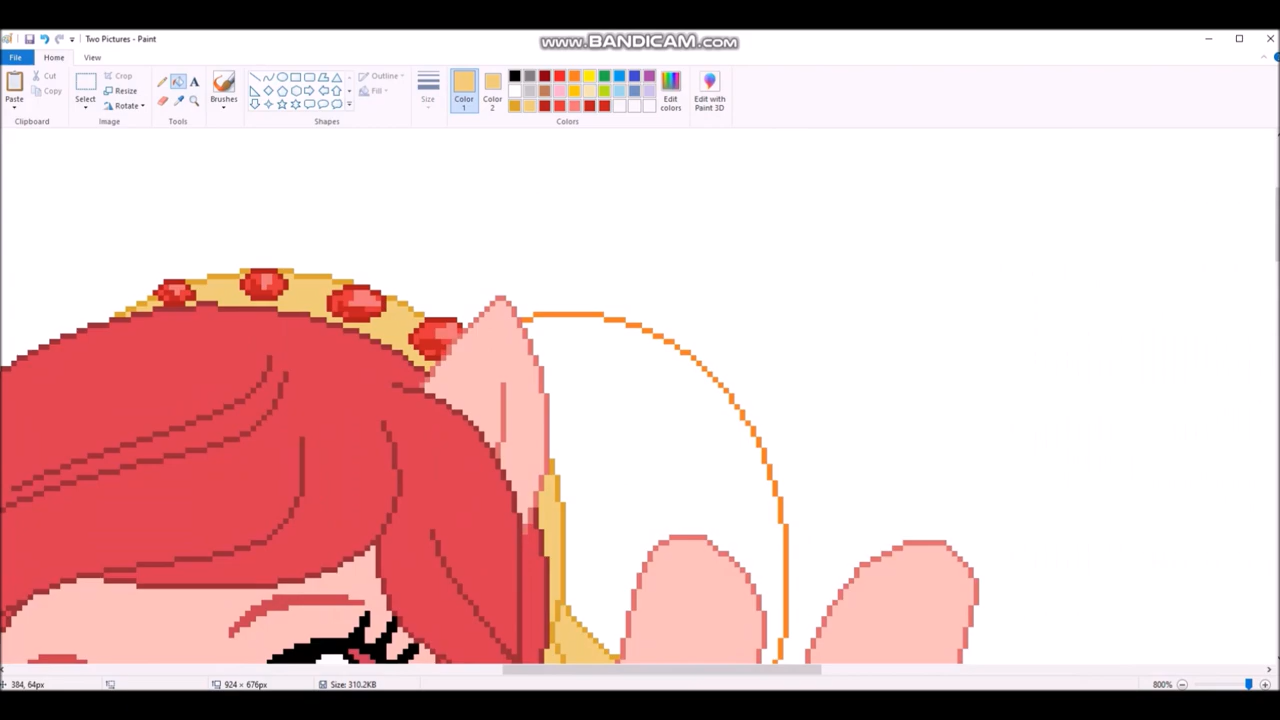 www.BANDICAM.com
Two Pictures - Paint
File Home View
Paste
Cut
Copy
Clipboard
Select
Crop
Resize
Rotate
Image
A
Tools
Brushes
Outline
Fill
Shapes
Size
Color 1
Color 2
Edit colors
Colors
Edit with Paint 3D
384, 64px
924 × 676px
Size: 310.2KB
800%